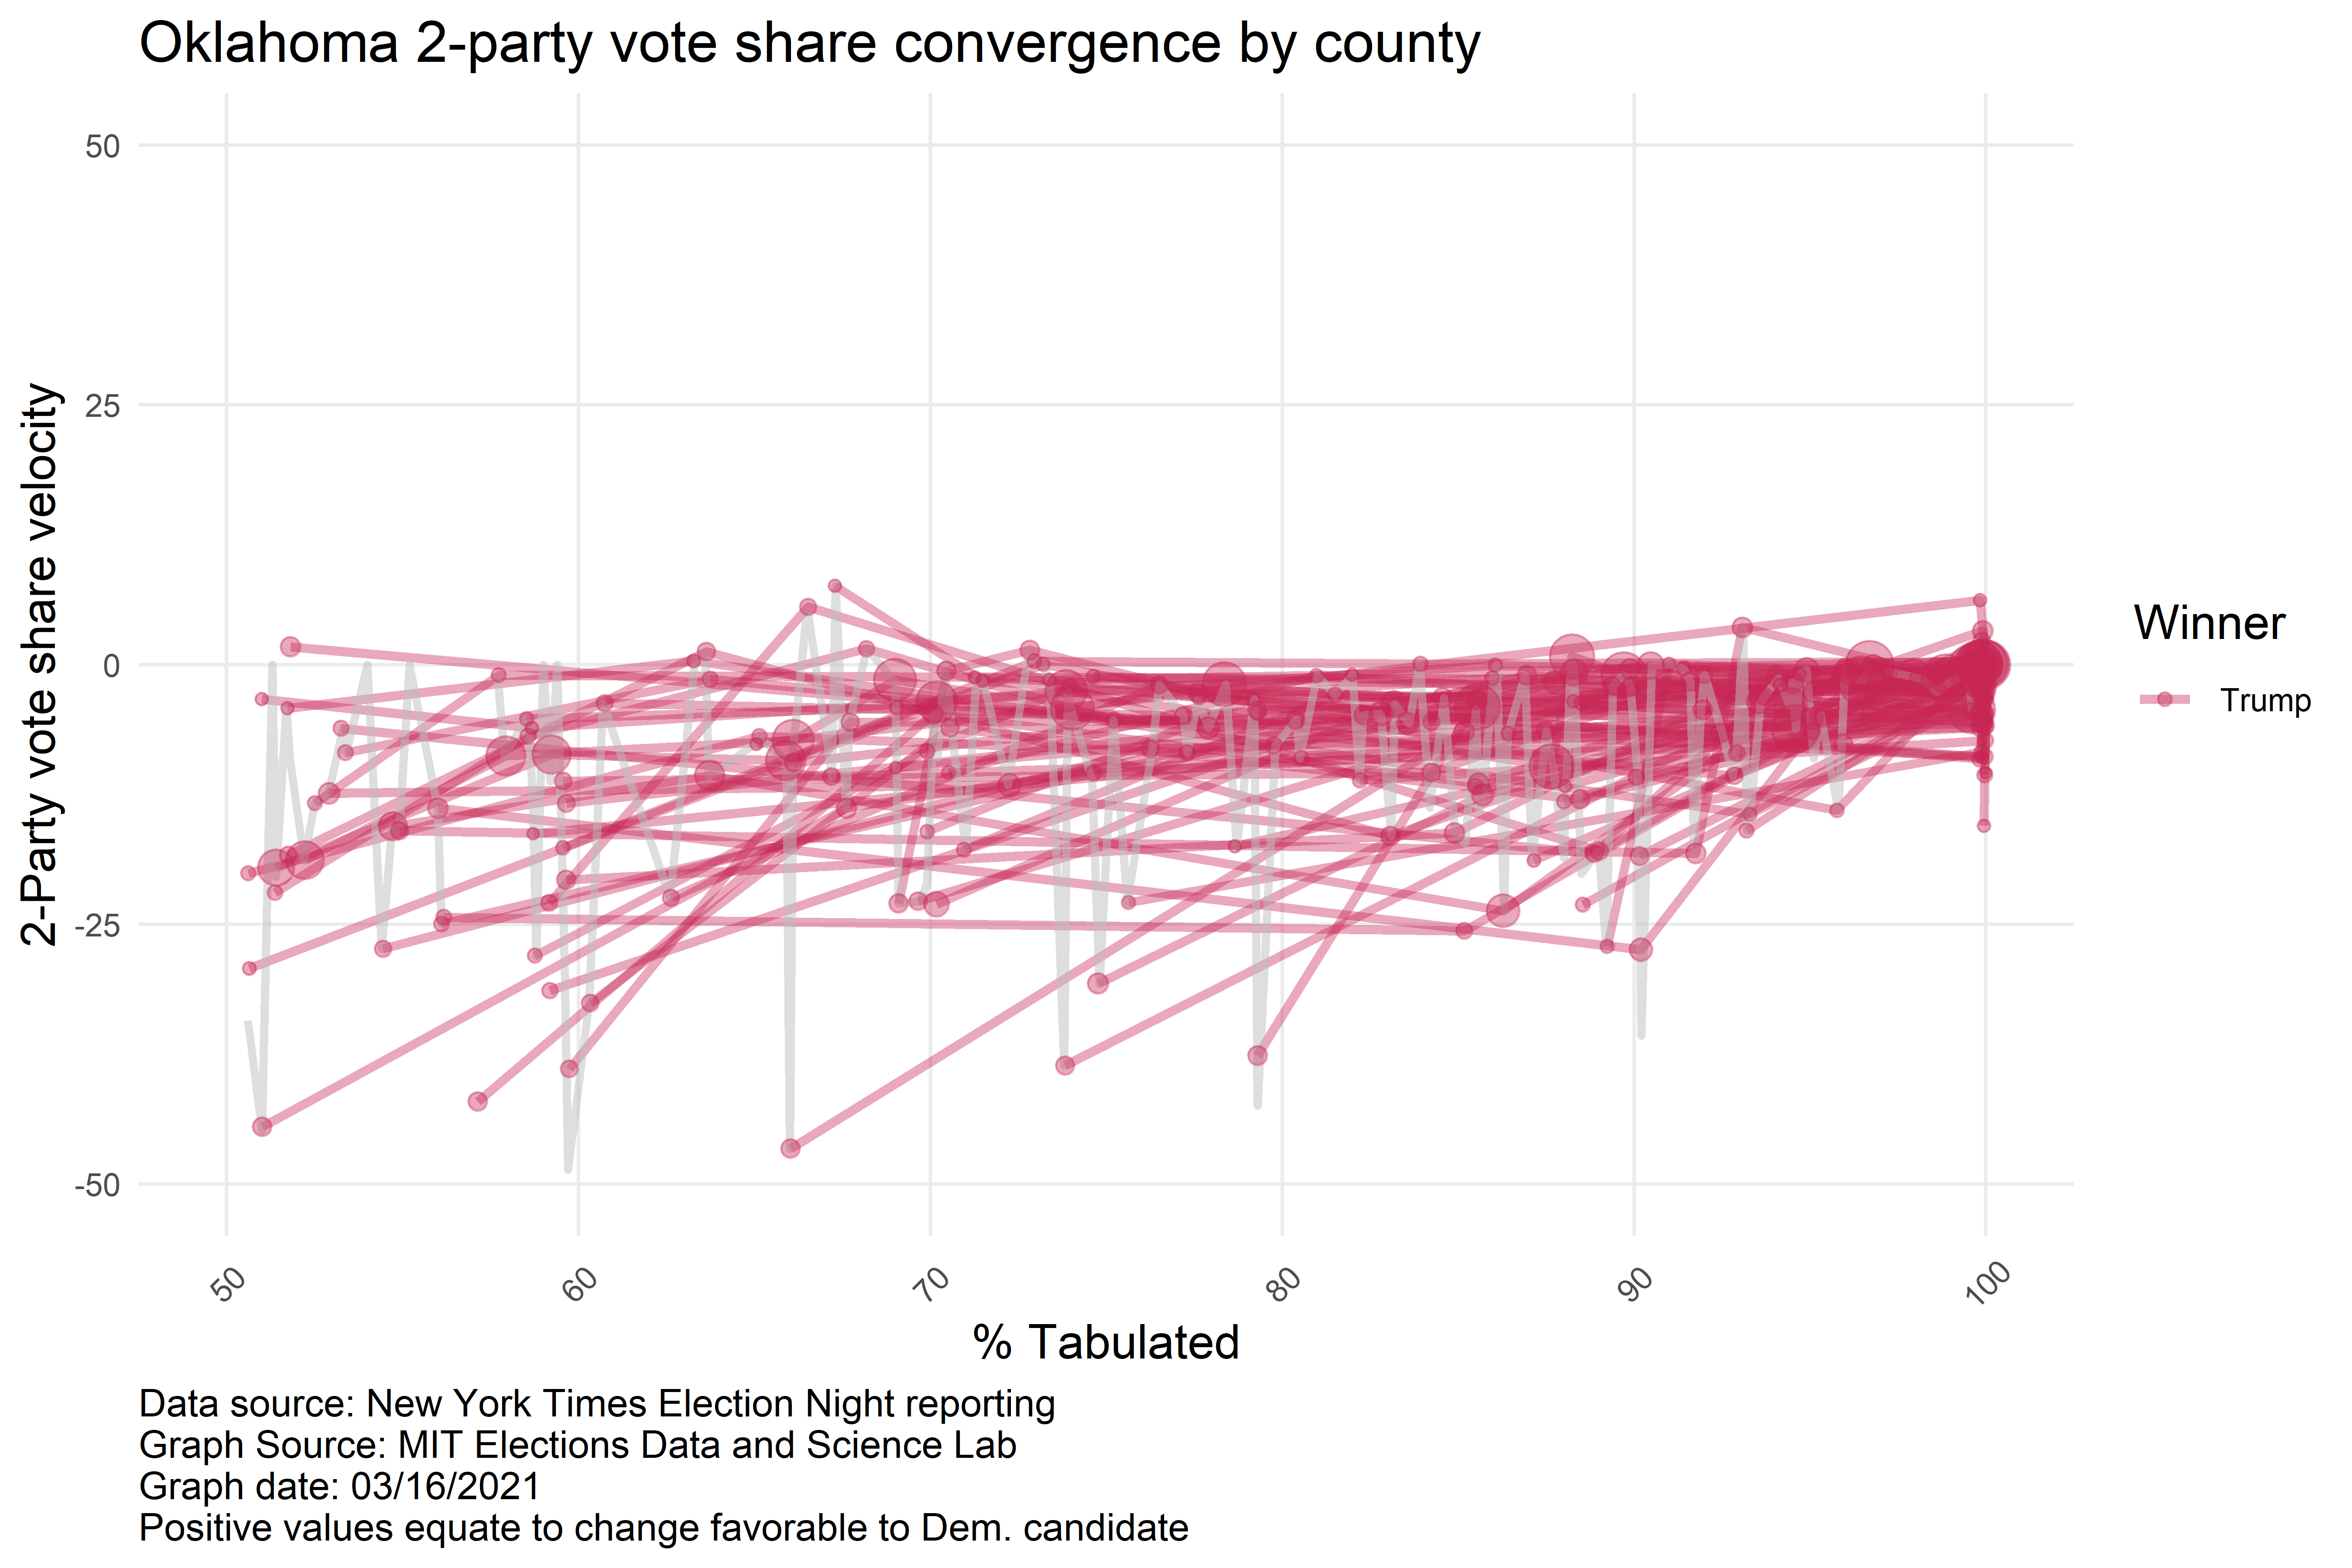 Oklahoma 2-party vote share convergence by county
2-Party vote share velocity
50
25
0
-25
-50
50
60
70
80
90
100
% Tabulated
Winner
Trump
Data source: New York Times Election Night reporting
Graph Source: MIT Elections Data and Science Lab
Graph date: 03/16/2021
Positive values equate to change favorable to Dem. candidate